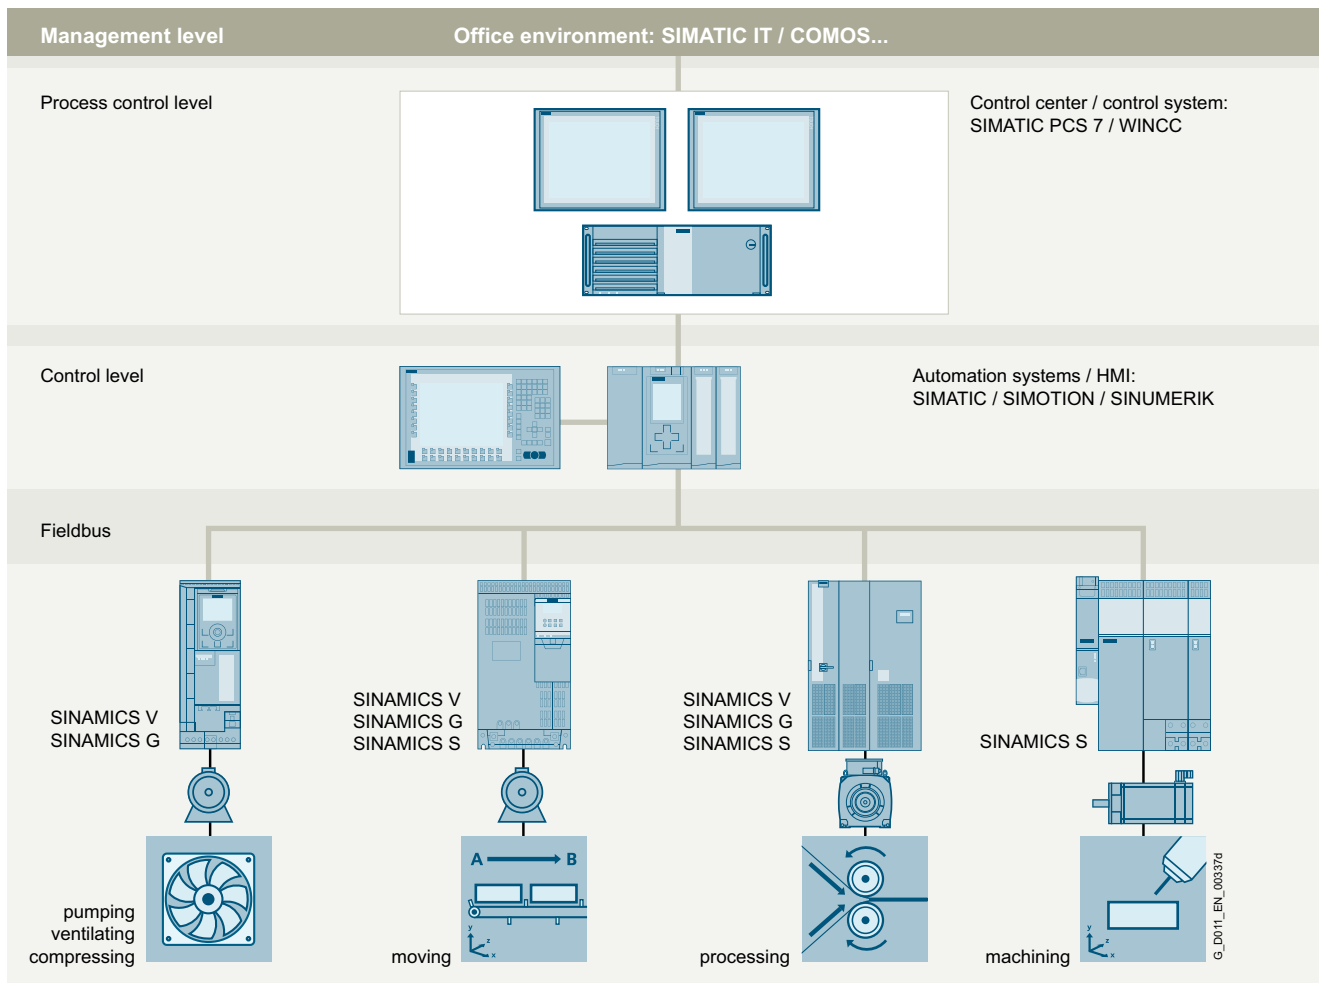 Management level
Office environment: SIMATIC IT / COMOS...
Process control level
Control center / control system:
SIMATIC PCS 7 / WINCC
Control level
Automation systems / HMI:
SIMATIC / SIMOTION / SINUMERIK
Fieldbus
SINAMICS V
SINAMICS G
SINAMICS V
SINAMICS G
SINAMICS S
SINAMICS V
SINAMICS G
SINAMICS S
SINAMICS S
pumping
ventilating
compressing
A B
y
z
x
moving
processing
y
z
x
machining
G_D011_EN_00337d